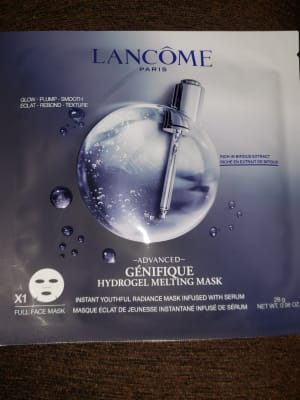 LANCÔME
PARIS
GLOW - PLUMP - SMOOTH
ÉCLAT - REBOND - TEXTURE
RICH IN BIFIDUS EXTRACT
RICHE EN EXTRAIT DE BIFIDUS
~ADVANCED~
GÉNIFIQUE
HYDROGEL MELTING MASK
X1
FULL FACE MASK
INSTANT YOUTHFUL RADIANCE MASK INFUSED WITH SERUM
MASQUE ÉCLAT DE JEUNESSE INSTANTANÉ INFUSÉ DE SÉRUM
28 g
NET WT. 0.98 OZ.